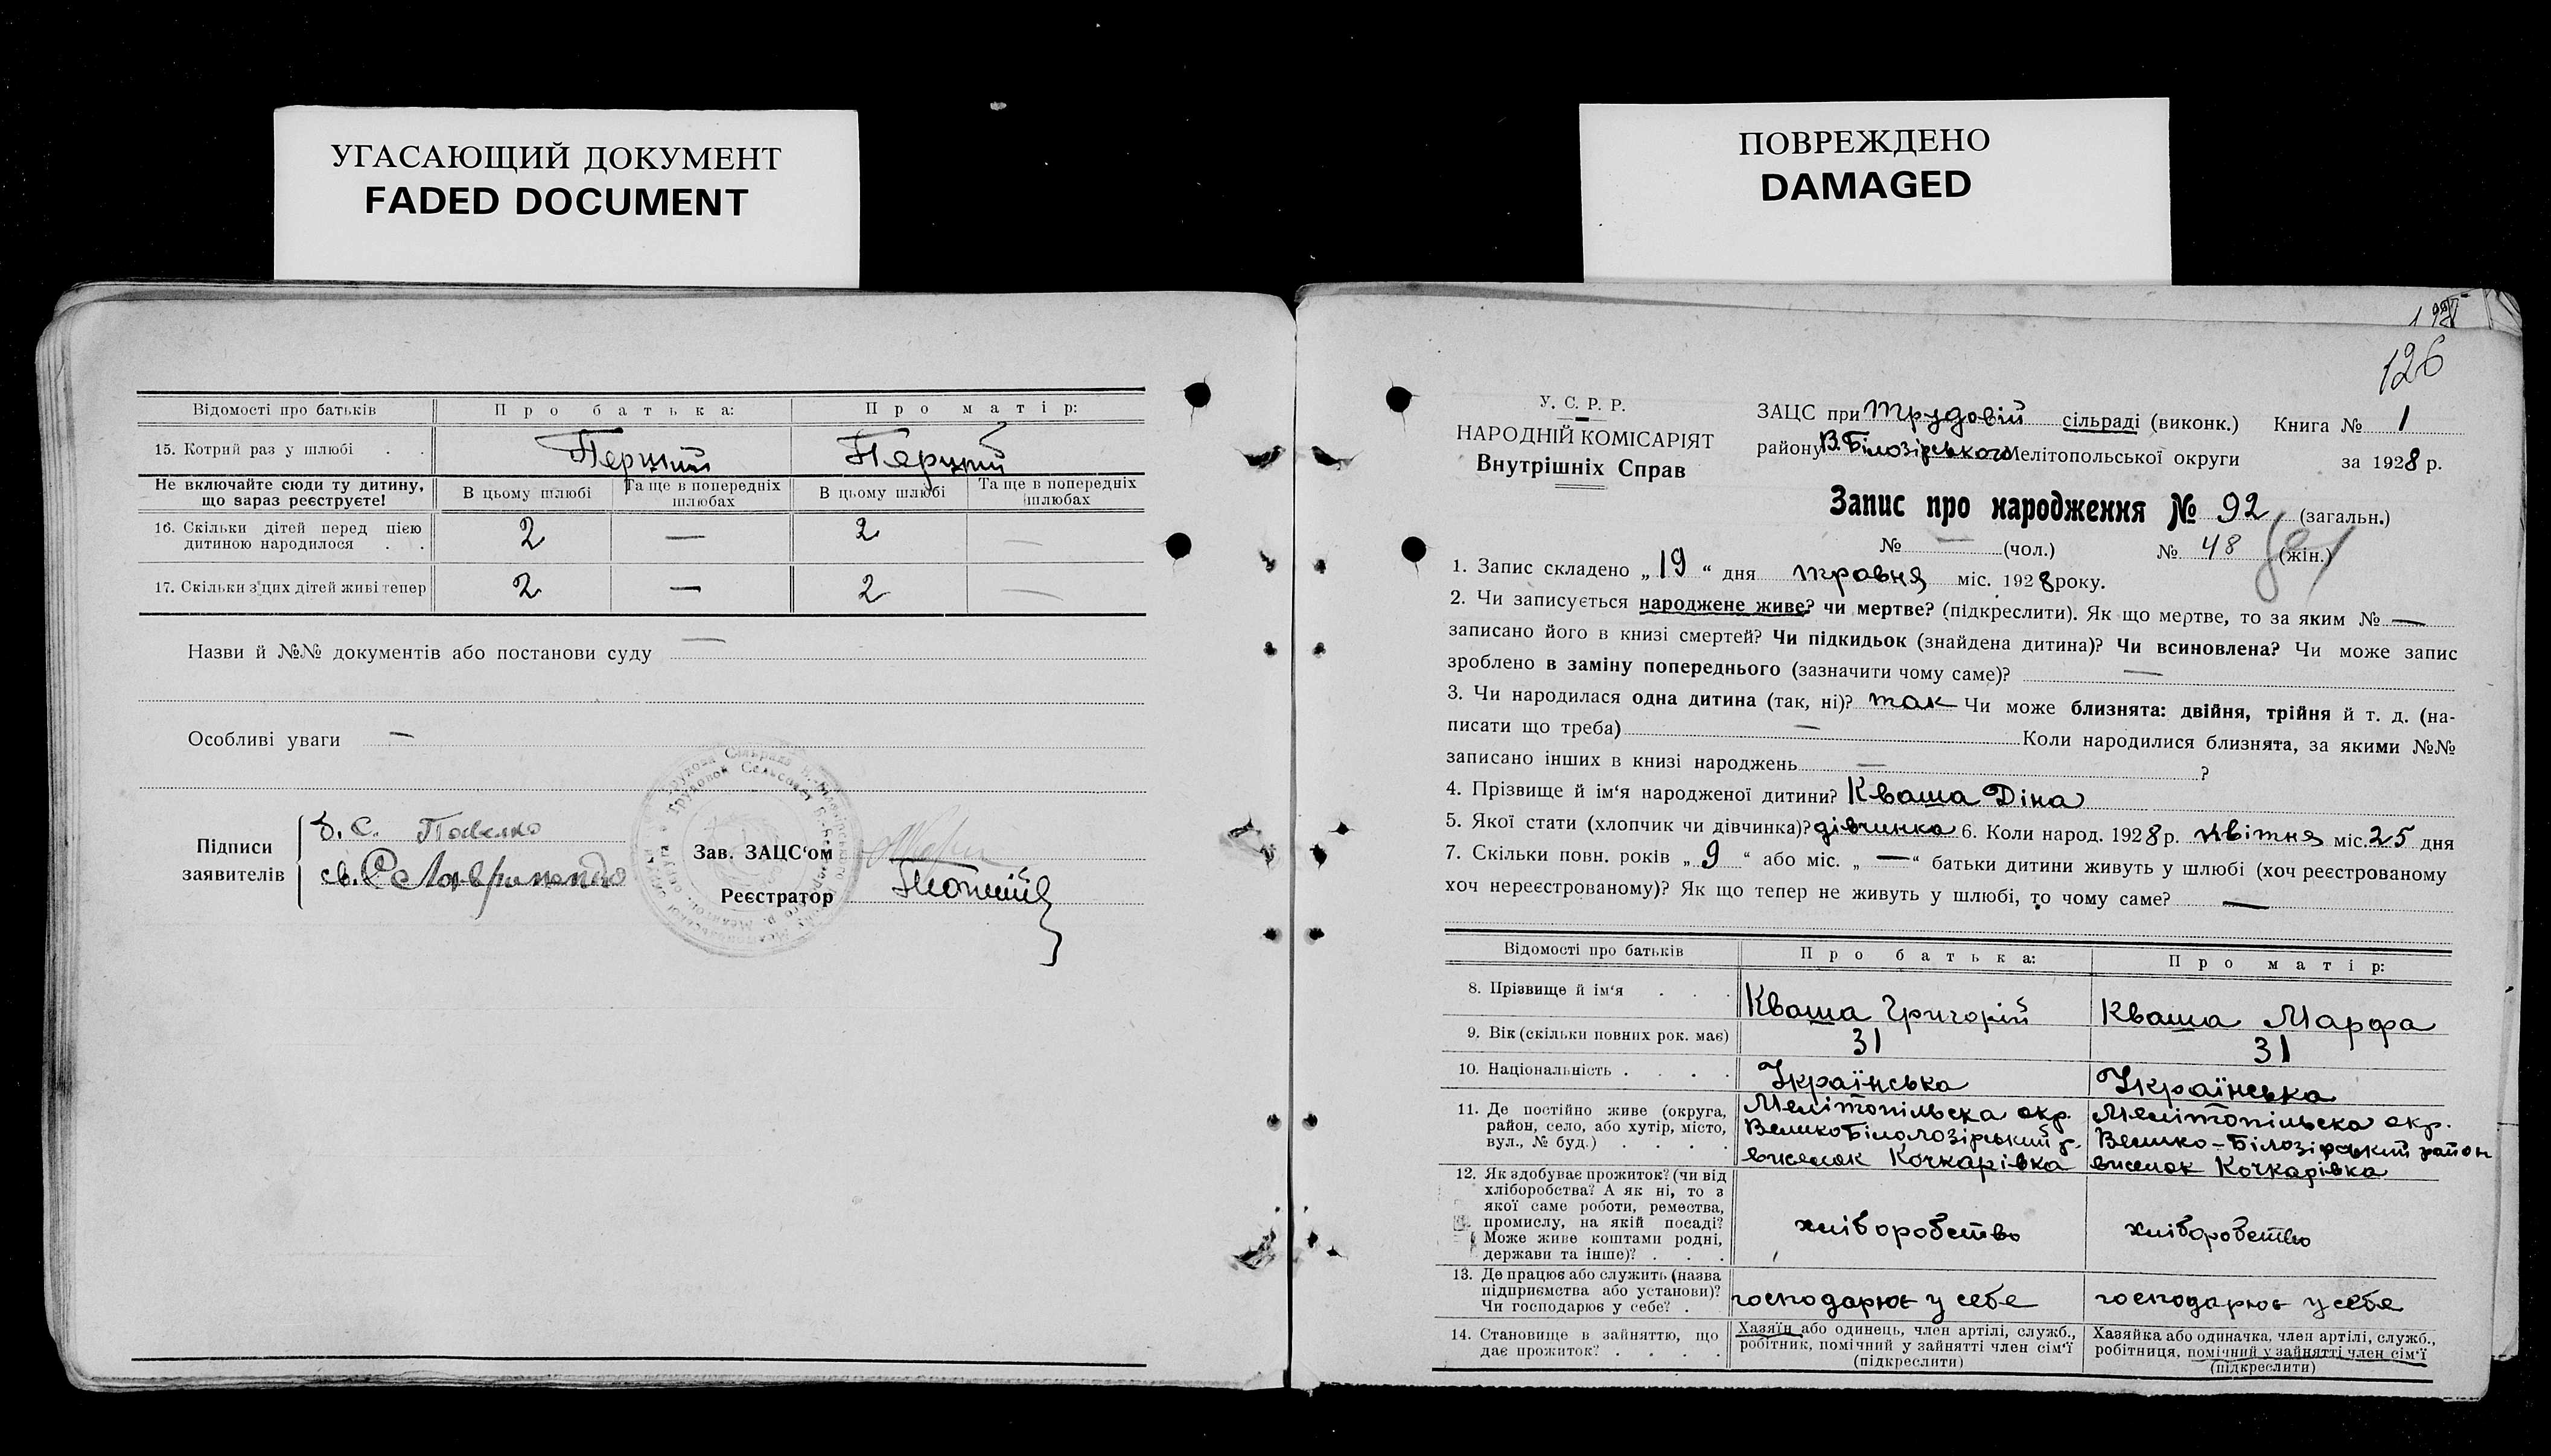 УГАСАЮЩИЙ ДОКУМЕНТ
FADED DOCUMENT
Відомості про батьків Про батька: Про матір:
15. Котрий раз у шлюбі . . Перший Перший
Не включайте сюди ту дитину, що зараз реєструєте! В цьому шлюбі Та ще в попередніх шлюбах В цьому шлюбі Та ще в попередніх шлюбах
16. Скільки дітей перед цією
дитиною народилося . . 2 — 2 —
17. Скільки з цих дітей живі тепер 2 — 2 —
Назви й №№ документів або постанови суду —
Особливі уваги —
Підписи
заявителів
св.
Зав. ЗАЦС‘ом
Реєстратор
ПОВРЕЖДЕНО
DAMAGED
126
У. С. Р. Р.
НАРОДНІЙ КОМІСАРІЯТ
Внутрішніх Справ
ЗАЦС при Трудовій сільраді (виконк.) Книга № 1
району В. Білозірського Мелітопольської округи за 1928 р.
Запис про народження № 92 (загальн.)
№ — (чол.) № 48 (жін.)
1. Запис складено „19“ дня травня міс. 1928 року.
2. Чи записується народжене живе? чи мертве? (підкреслити). Як що мертве, то за яким № —
записано його в книзі смертей? Чи підкидьок (знайдена дитина)? Чи всиновлена? Чи може запис
зроблено в заміну попереднього (зазначити чому саме)? —
3. Чи народилася одна дитина (так, ні)? так Чи може близнята: двійня, трійня й т. д. (на-
писати що треба) — Коли народилися близнята, за якими №№
записано інших в книзі народжень — ?
4. Прізвище й ім‘я народженої дитини? Кваша Діна
5. Якої стати (хлопчик чи дівчинка)? дівчинка 6. Коли народ. 1928 р. квітня міс. 25 дня
7. Скільки повн. років „9“ або міс. „—“ батьки дитини живуть у шлюбі (хоч реєстрованому
хоч нереєстрованому)? Як що тепер не живуть у шлюбі, то чому саме? —
Відомості про батьків Про батька: Про матір:
8. Прізвище й ім‘я . . . Кваша Григорій Кваша Марфа
9. Вік (скільки повних рок. має) 31 31
10. Національність . . . . Українська Українська
11. Де постійно живе (округа, Мелітопільска окр. Мелітопільска окр.
район, село, або хутір, місто, Велико Білолозірський р. Велико-Білозірський район
вул., № буд.) . . . . виселок Кочкарівка виселок Кочкарівка
12. Як здобуває прожиток? (чи від
хліборобства? А як ні, то з
якої саме роботи, ремества,
промислу, на якій посаді? хліборобство хліборобство
Може живе коштами родні,
держави та інше)? . . .
13. Де працює або служить (назва
підприємства або установи)?
Чи господарює у себе? . господарює у себе господарює у себе
14. Становище в зайняттю, що Хазяїн або одинець, член артілі, служб., Хазяйка або одиначка, член артілі, служб.,
дає прожиток? . . . . робітник, помічний у зайнятті член сім‘ї робітниця, помічний у зайнятті член сім‘ї
(підкреслити) (підкреслити)